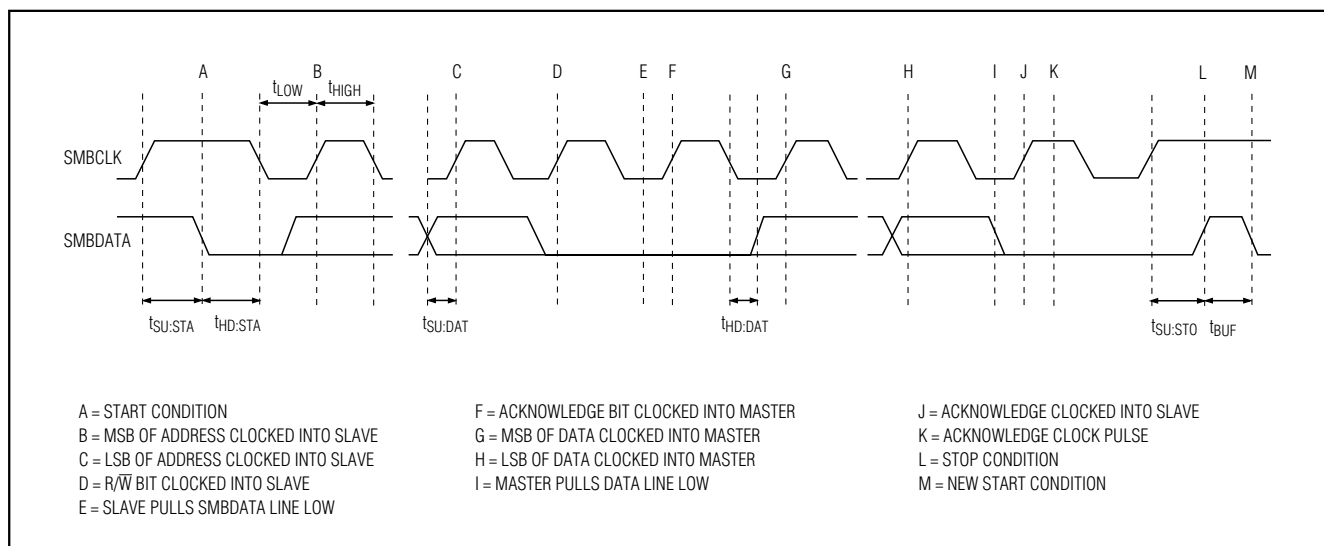 A B C D E F G H I J K L M
tLOW tHIGH
SMBCLK
SMBDATA
tSU:STA tHD:STA tSU:DAT tHD:DAT tSU:STO tBUF
A = START CONDITION
B = MSB OF ADDRESS CLOCKED INTO SLAVE
C = LSB OF ADDRESS CLOCKED INTO SLAVE
D = R/W̅ BIT CLOCKED INTO SLAVE
E = SLAVE PULLS SMBDATA LINE LOW
F = ACKNOWLEDGE BIT CLOCKED INTO MASTER
G = MSB OF DATA CLOCKED INTO MASTER
H = LSB OF DATA CLOCKED INTO MASTER
I = MASTER PULLS DATA LINE LOW
J = ACKNOWLEDGE CLOCKED INTO SLAVE
K = ACKNOWLEDGE CLOCK PULSE
L = STOP CONDITION
M = NEW START CONDITION